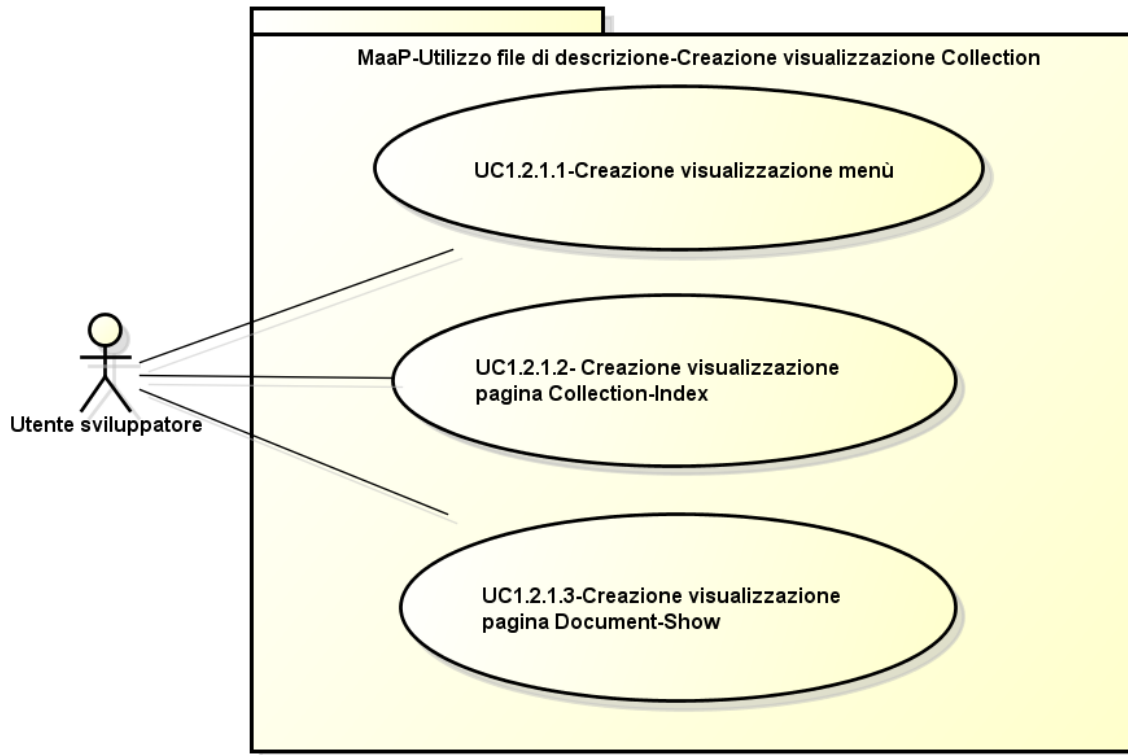 MaaP-Utilizzo file di descrizione-Creazione visualizzazione Collection
UC1.2.1.1-Creazione visualizzazione menù
UC1.2.1.2- Creazione visualizzazione
pagina Collection-Index
Utente sviluppatore
UC1.2.1.3-Creazione visualizzazione
pagina Document-Show